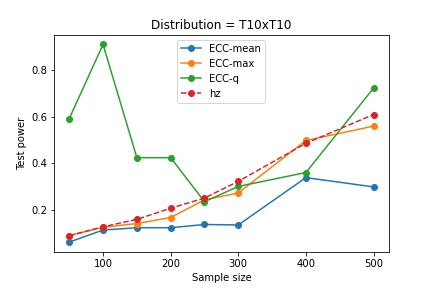 Distribution = T10xT10
ECC-mean
ECC-max
ECC-q
hz
Test power
0.8
0.6
0.4
0.2
100
200
300
400
500
Sample size